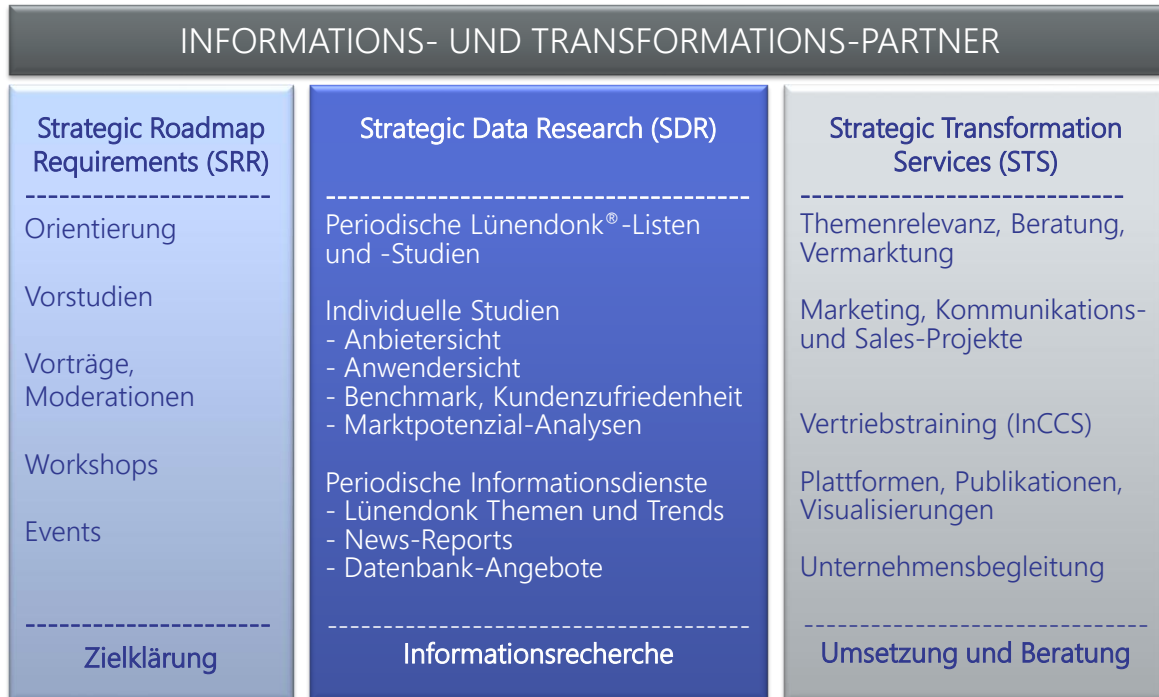 INFORMATIONS- UND TRANSFORMATIONS-PARTNER
Strategic Roadmap
Requirements (SRR)
Orientierung
Vorstudien
Vorträge,
Moderationen
Workshops
Events
Zielklärung
Strategic Data Research (SDR)
Periodische Lünendonk®-Listen
und -Studien
Individuelle Studien
- Anbietersicht
- Anwendersicht
- Benchmark, Kundenzufriedenheit
- Marktpotenzial-Analysen
Periodische Informationsdienste
- Lünendonk Themen und Trends
- News-Reports
- Datenbank-Angebote
Informationsrecherche
Strategic Transformation
Services (STS)
Themenrelevanz, Beratung,
Vermarktung
Marketing, Kommunikations-
und Sales-Projekte
Vertriebstraining (InCCS)
Plattformen, Publikationen,
Visualisierungen
Unternehmensbegleitung
Umsetzung und Beratung